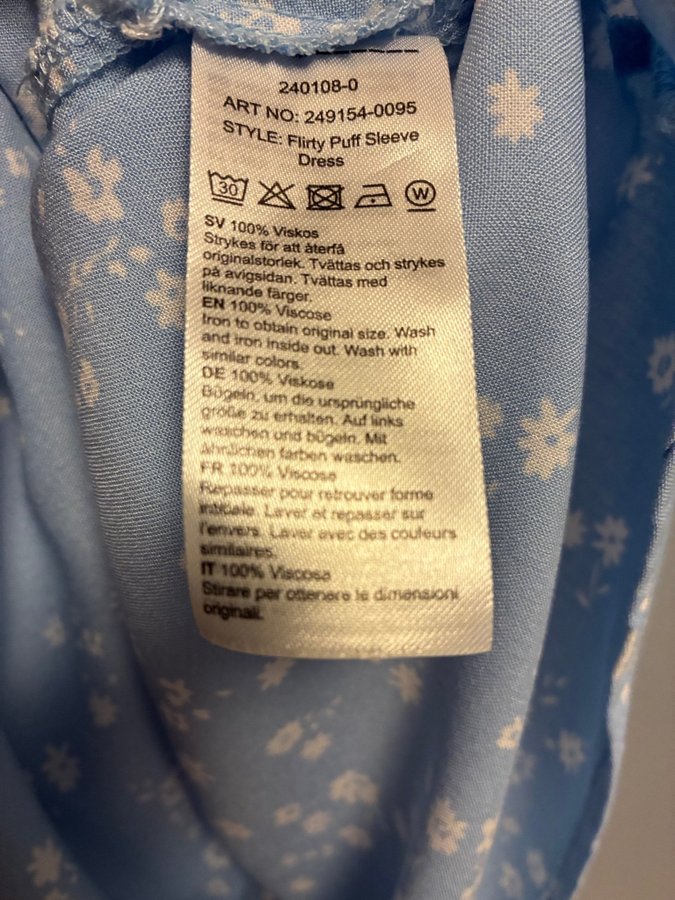 240108-0
ART NO: 249154-0095
STYLE: Flirty Puff Sleeve
Dress
30 W
SV 100% Viskos
Strykes för att återfå
originalstorlek. Tvättas och strykes
på avigsidan. Tvättas med
liknande färger.
EN 100% Viscose
Iron to obtain original size. Wash
and iron inside out. Wash with
similar colors.
DE 100% Viskose
Bügeln, um die ursprüngliche
größe zu erhalten. Auf links
waschen und bügeln. Mit
ähnlichen farben waschen.
FR 100% Viscose
Repasser pour retrouver forme
initiale. Laver et repasser sur
l'envers. Laver avec des couleurs
similaires.
IT 100% Viscosa
Stirare per ottenere le dimensioni
originali.